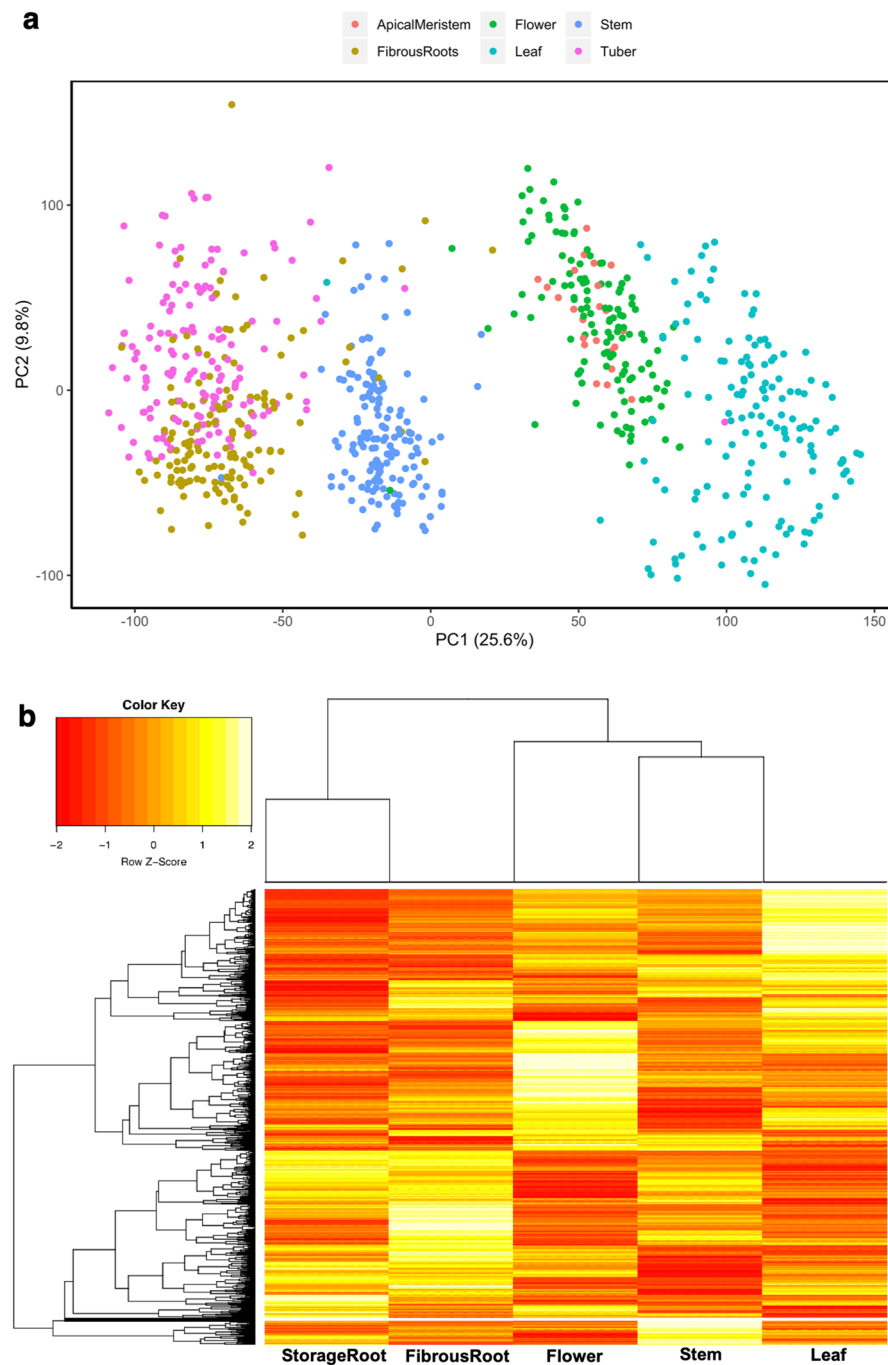 a
ApicalMeristem Flower Stem
FibrousRoots Leaf Tuber
PC2 (9.8%)
100
0
-100
-100 -50 0 50 100 150
PC1 (25.6%)
b
Color Key
−2 −1 0 1 2
Row Z−Score
StorageRoot FibrousRoot Flower Stem Leaf